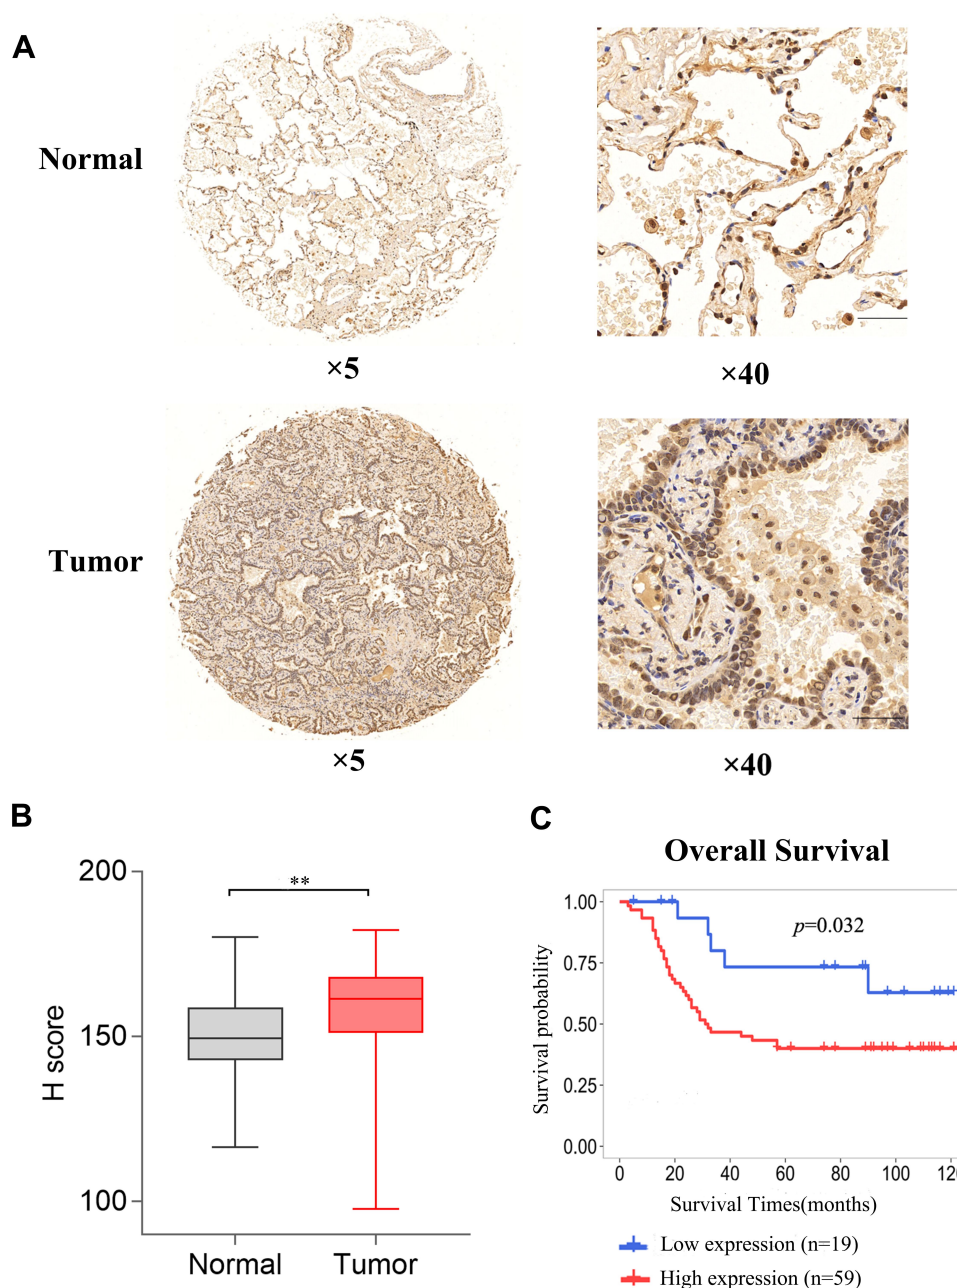 A
Normal
×5
×40
Tumor
×5
×40
B
**
200
150
100
H score
Normal
Tumor
C
Overall Survival
p=0.032
1.00
0.75
0.50
0.25
0.00
Survival probability
0 20 40 60 80 100 120
Survival Times(months)
Low expression (n=19)
High expression (n=59)